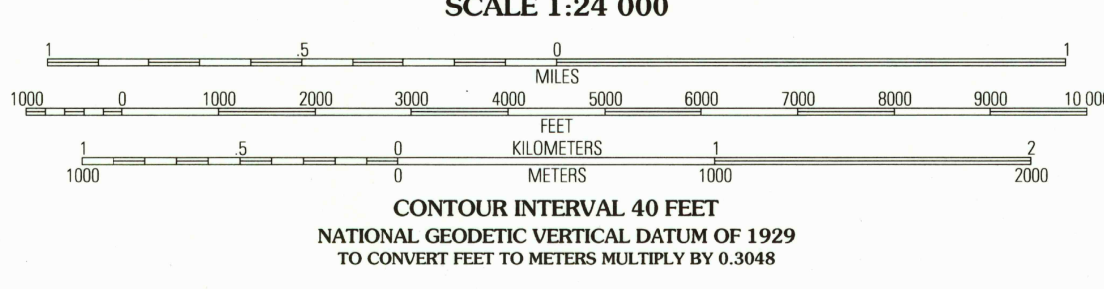 SCALE 1:24 000
1 .5 0 1
MILES
1000 0 1000 2000 3000 4000 5000 6000 7000 8000 9000 10 000
FEET
1 .5 0 KILOMETERS 1 2
1000 0 METERS 1000 2000
CONTOUR INTERVAL 40 FEET
NATIONAL GEODETIC VERTICAL DATUM OF 1929
TO CONVERT FEET TO METERS MULTIPLY BY 0.3048